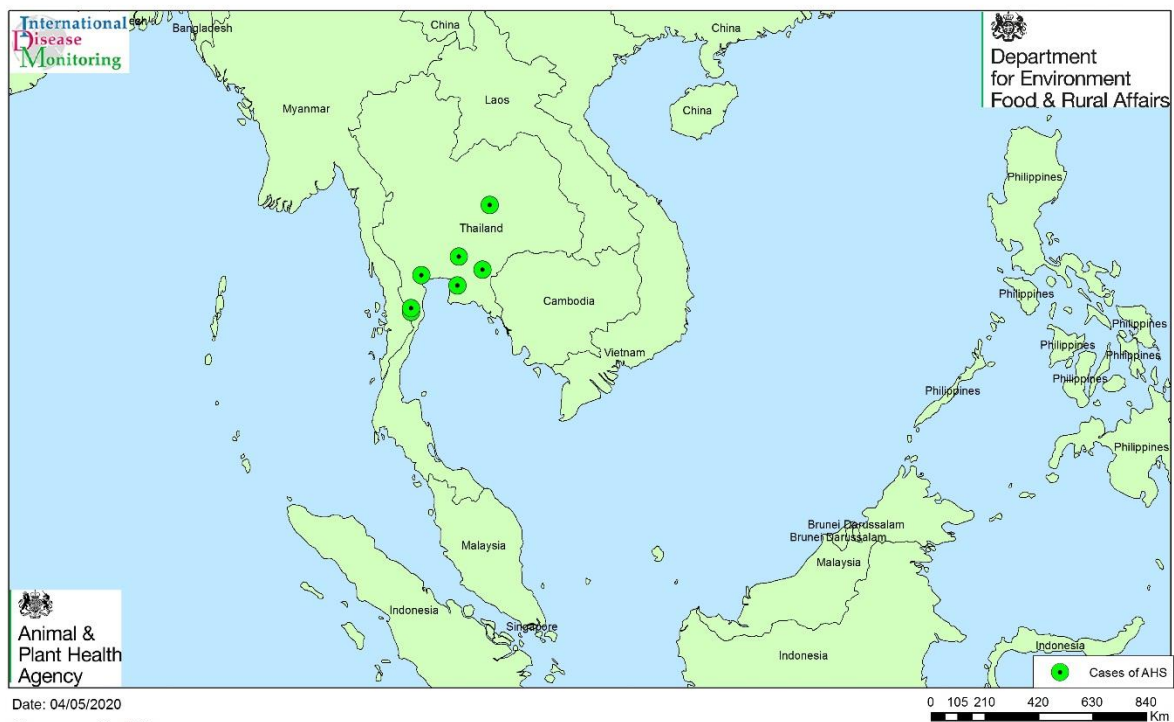 International
Disease
Monitoring
Bangladesh
China
China
Department
for Environment
Food & Rural Affairs
Myanmar
Laos
China
Philippines
Thailand
Cambodia
Philippines
Philippines
Vietnam
Philippines
Philippines
Philippines
Philippines
Philippines
Brunei Darussalam
Brunei Darussalam
Malaysia
Malaysia
Indonesia
Singapore
Indonesia
Indonesia
Animal &
Plant Health
Agency
Cases of AHS
Date: 04/05/2020
0 105 210 420 630 840
Km